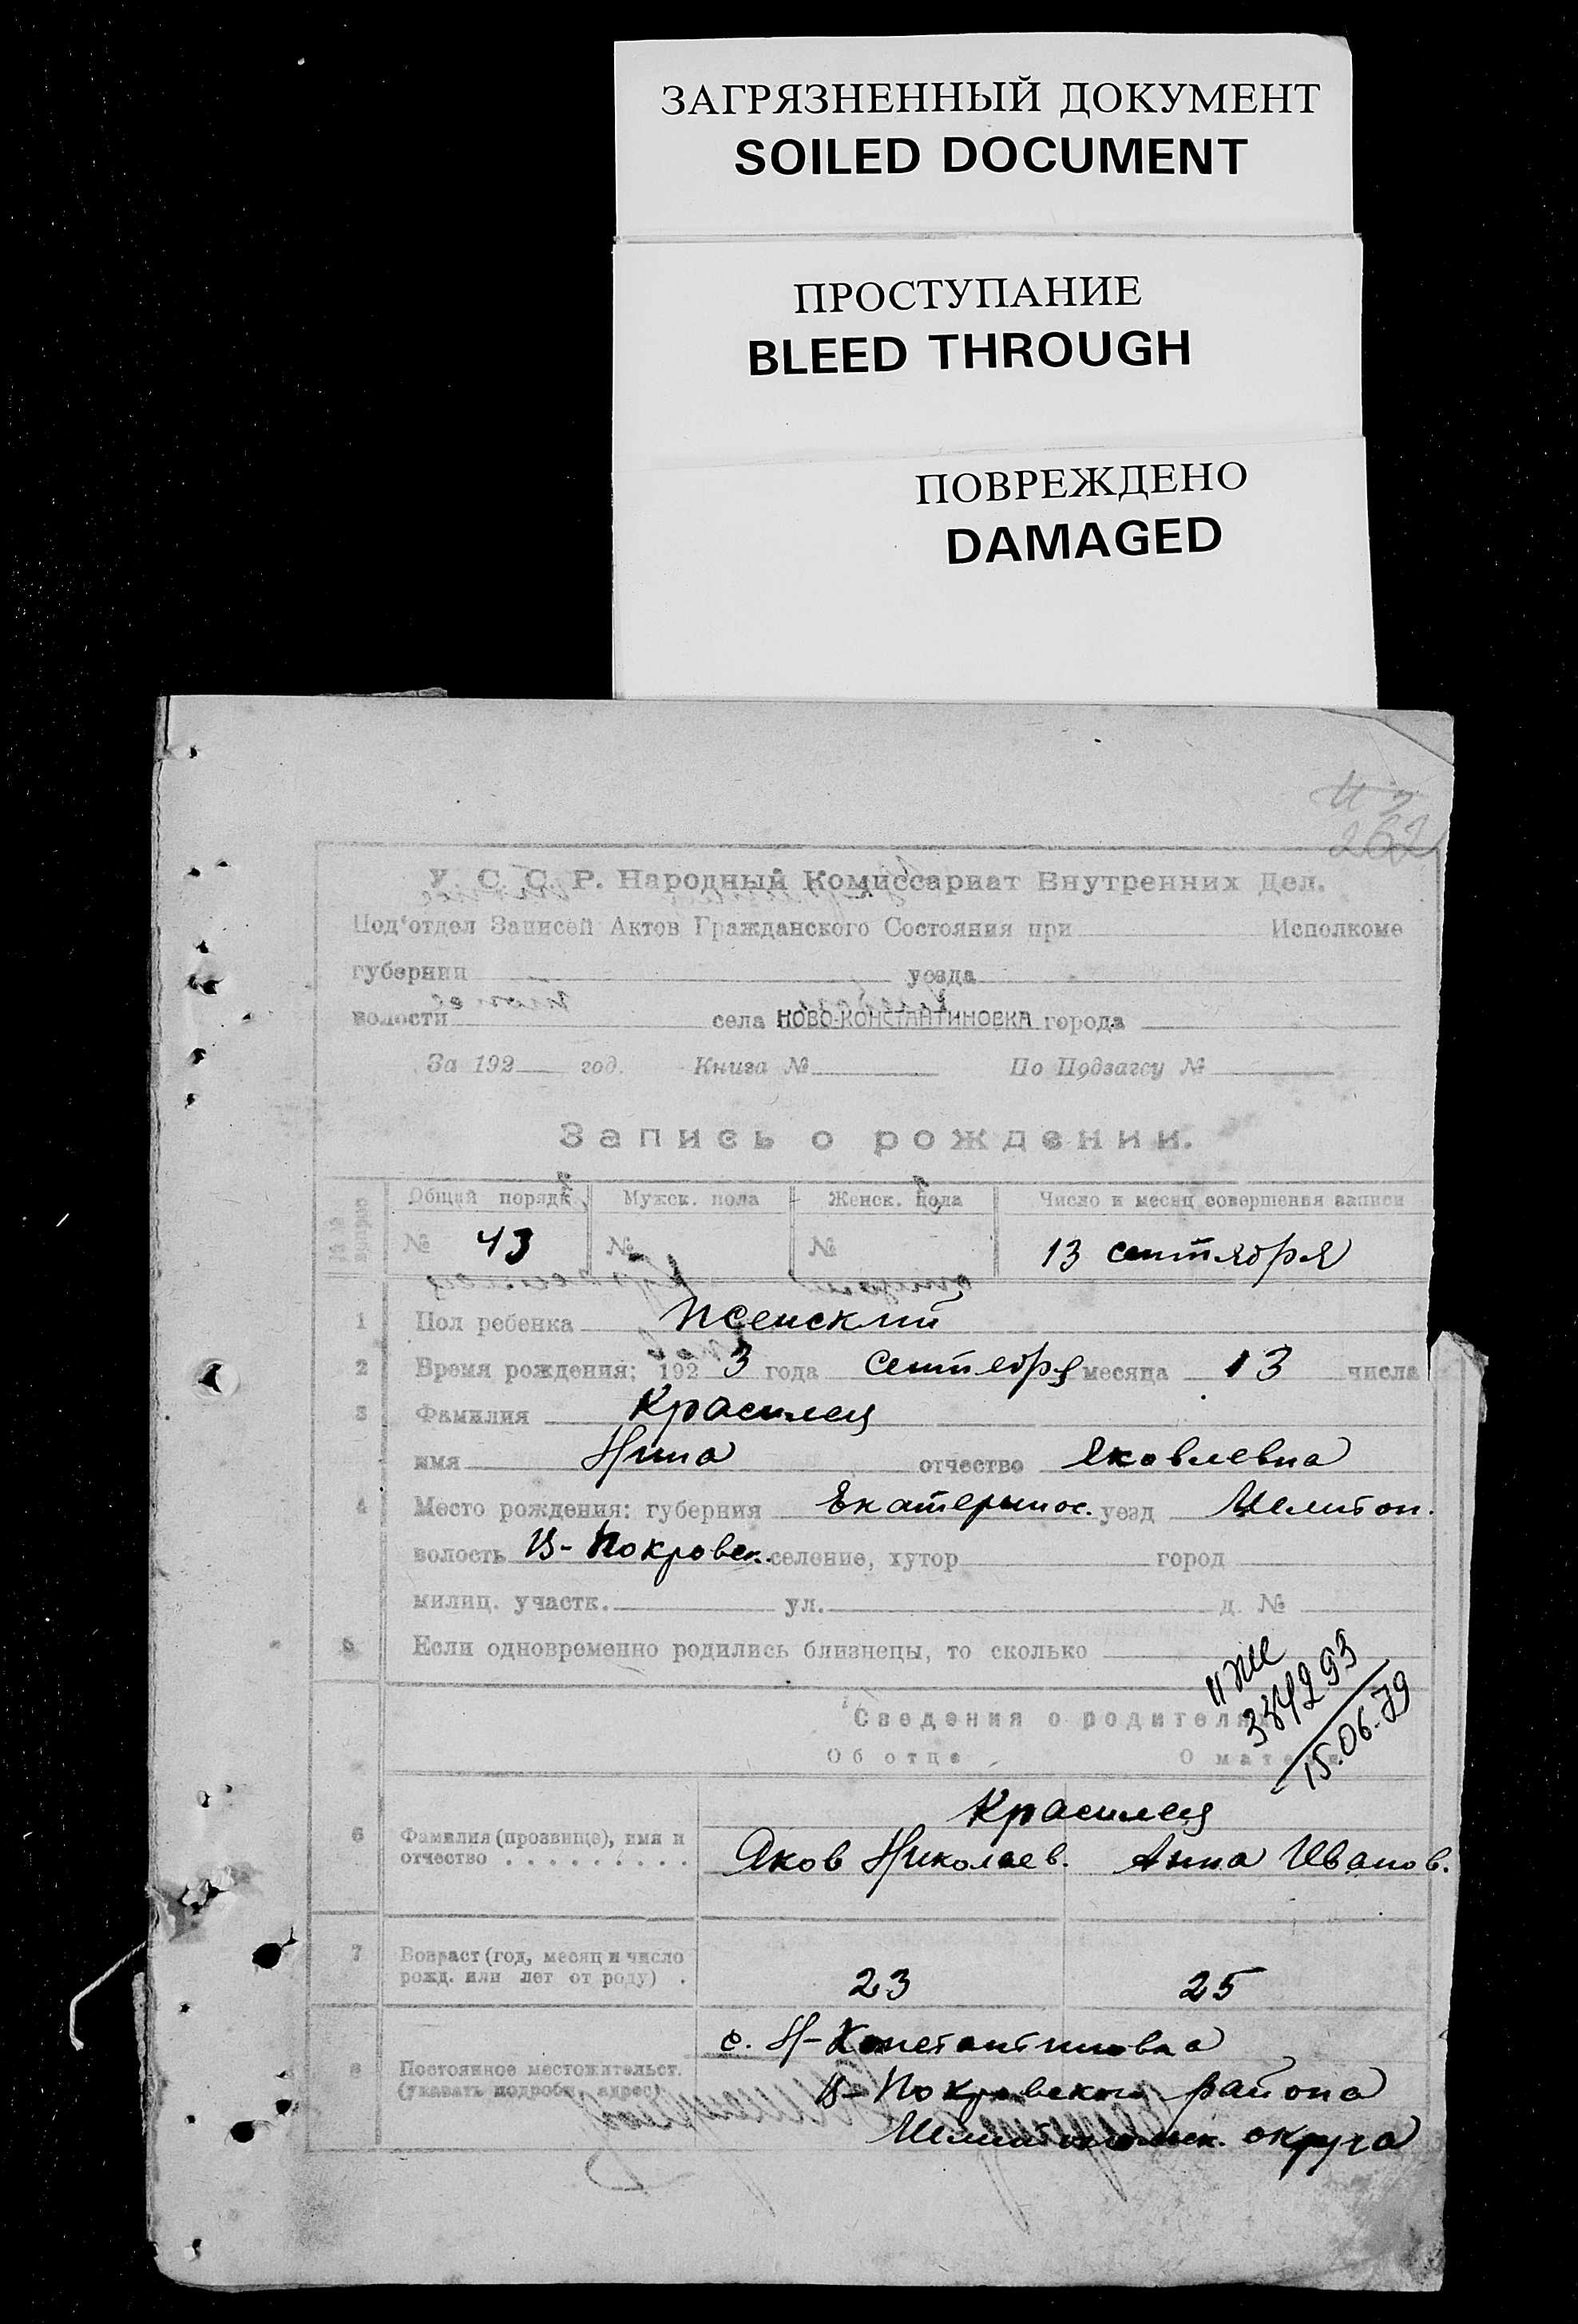 ЗАГРЯЗНЕННЫЙ ДОКУМЕНТ
SOILED DOCUMENT
ПРОСТУПАНИЕ
BLEED THROUGH
ПОВРЕЖДЕНО
DAMAGED
262
У. С. С. Р. Народный Комиссариат Внутренних Дел.
Под'отдел Записей Актов Гражданского Состояния при Исполкоме
губернии уезда
волости села НОВО-КОНСТАНТИНОВКА города
За 192 год. Книга № По Подзагсу №
Запись о рождении.
Общий порядк. Мужск. пола Женск. пола Число и месяц совершения записи
№ 43 № № 13 сентября
1 Пол ребенка Женский
2 Время рождения; 192 3 года сентября месяца 13 числа
3 Фамилия Красилец
имя Нина отчество Яковлевна
4 Место рождения: губерния Екатеринос. уезд Мелитоп.
волость В-Покровск. селение, хутор город
милиц. участк. ул. д. №
5 Если одновременно родились близнецы, то сколько
384293
15.06.79
Сведения о родителях
Об отце О матери
Красилец
6 Фамилия (прозвище), имя и
отчество . . . . . . . . . Яков Николаев. Анна Иванов.
7 Возраст (год, месяц и число
рожд. или лет от роду) . 23 25
с. Н-Константиновка
8 Постоянное местожительст.
(указать подробн. адрес) В-Покровского района
Мелитопольск. округа